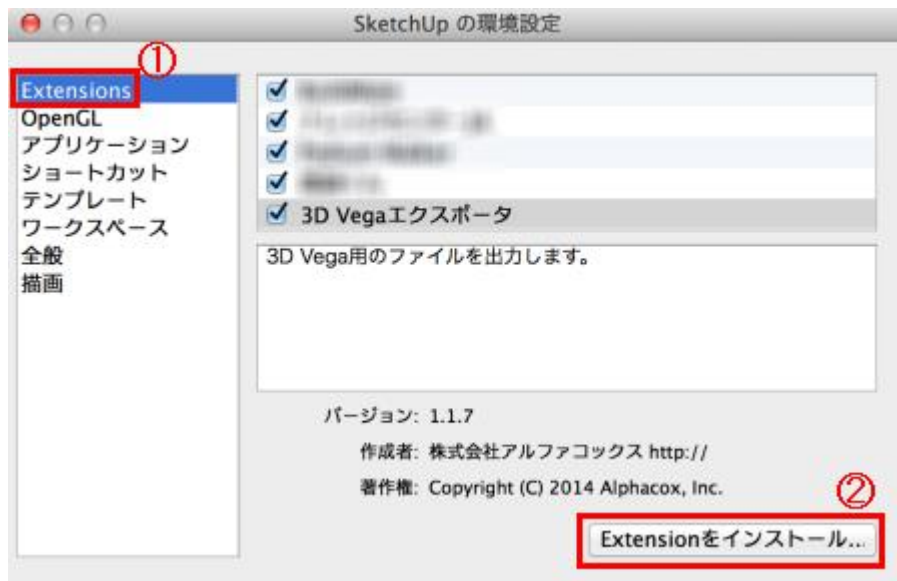 SketchUp の環境設定
①
Extensions
OpenGL
アプリケーション
ショートカット
テンプレート
ワークスペース
全般
描画
3D Vegaエクスポータ
3D Vega用のファイルを出力します。
バージョン: 1.1.7
作成者: 株式会社アルファコックス http://
著作権: Copyright (C) 2014 Alphacox, Inc.
②
Extensionをインストール...